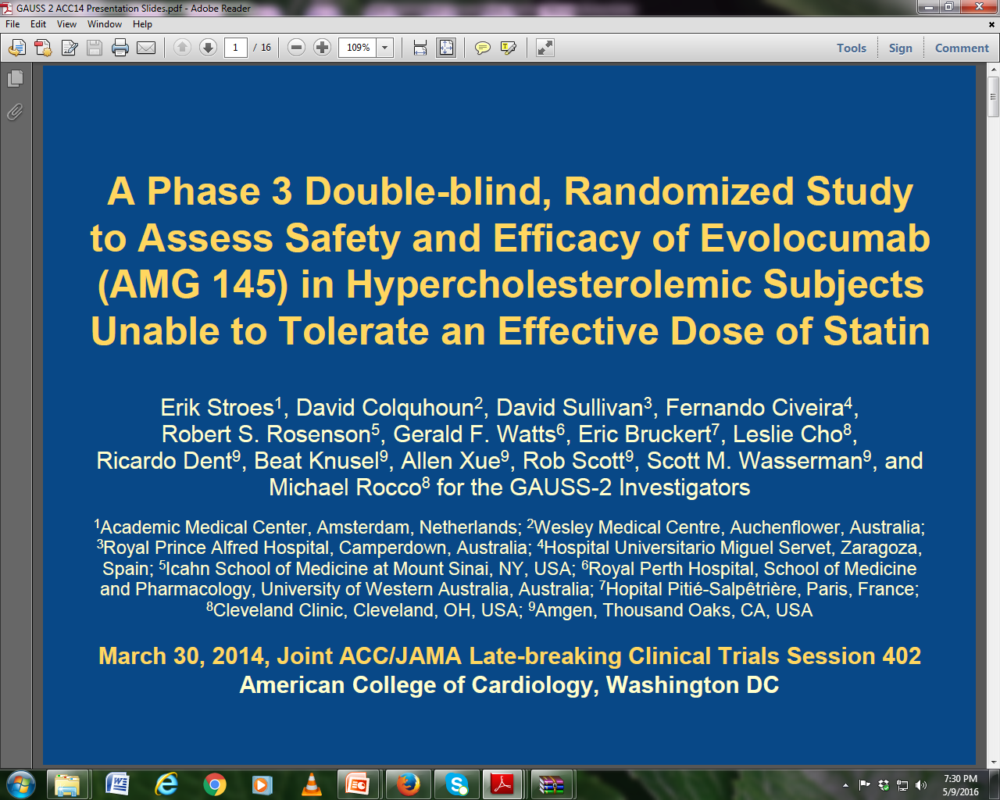 GAUSS 2 ACC14 Presentation Slides.pdf - Adobe Reader
File Edit View Window Help
1 / 16 109% Tools Sign Comment
A Phase 3 Double-blind, Randomized Study
to Assess Safety and Efficacy of Evolocumab
(AMG 145) in Hypercholesterolemic Subjects
Unable to Tolerate an Effective Dose of Statin
Erik Stroes¹, David Colquhoun², David Sullivan³, Fernando Civeira⁴,
Robert S. Rosenson⁵, Gerald F. Watts⁶, Eric Bruckert⁷, Leslie Cho⁸,
Ricardo Dent⁹, Beat Knusel⁹, Allen Xue⁹, Rob Scott⁹, Scott M. Wasserman⁹, and
Michael Rocco⁸ for the GAUSS-2 Investigators
¹Academic Medical Center, Amsterdam, Netherlands; ²Wesley Medical Centre, Auchenflower, Australia;
³Royal Prince Alfred Hospital, Camperdown, Australia; ⁴Hospital Universitario Miguel Servet, Zaragoza,
Spain; ⁵Icahn School of Medicine at Mount Sinai, NY, USA; ⁶Royal Perth Hospital, School of Medicine
and Pharmacology, University of Western Australia, Australia; ⁷Hopital Pitié-Salpêtrière, Paris, France;
⁸Cleveland Clinic, Cleveland, OH, USA; ⁹Amgen, Thousand Oaks, CA, USA
March 30, 2014, Joint ACC/JAMA Late-breaking Clinical Trials Session 402
American College of Cardiology, Washington DC
7:30 PM
5/9/2016